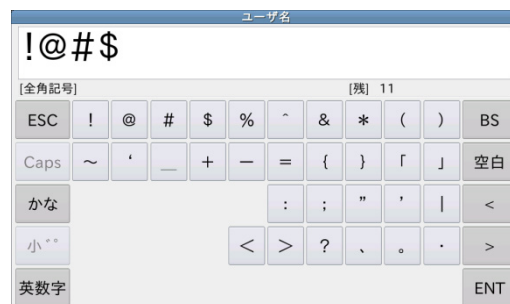 ユーザ名
!@#$
[全角記号] [残] 11
ESC ! @ # $ % ^ & * ( ) BS
Caps ~ ‘ _ + − = { } 「 」 空白
かな : ; ” ’ | <
小゛゜ < > ? 、 。 ・ >
英数字 ENT